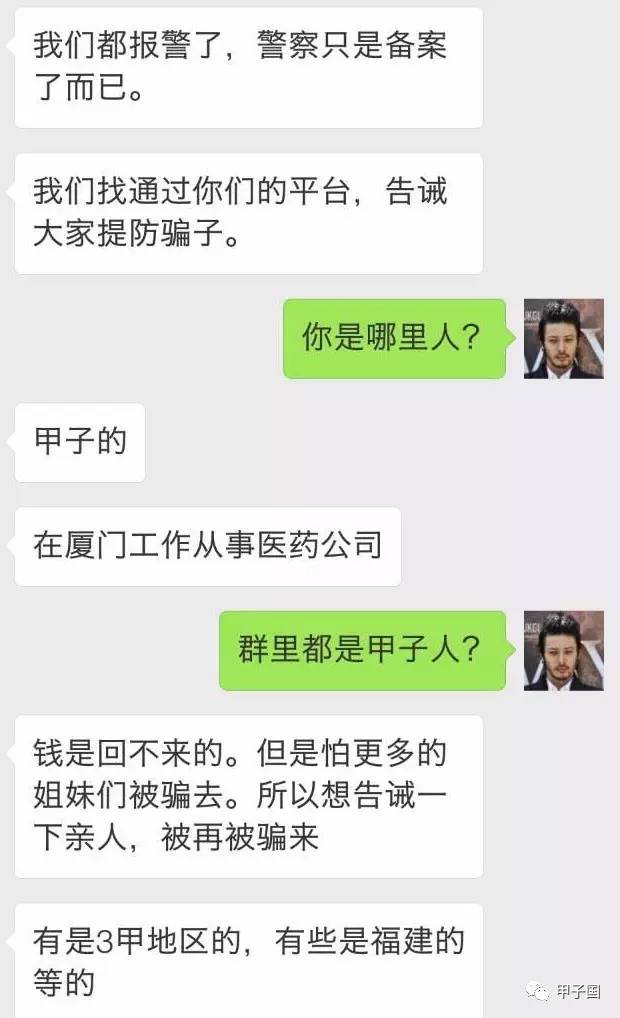 我们都报警了，警察只是备案
了而已。
我们找通过你们的平台，告诫
大家提防骗子。
你是哪里人？
甲子的
在厦门工作从事医药公司
群里都是甲子人？
钱是回不来的。但是怕更多的
姐妹们被骗去。所以想告诫一
下亲人，被再被骗来
有是3甲地区的，有些是福建的
等的
甲子国